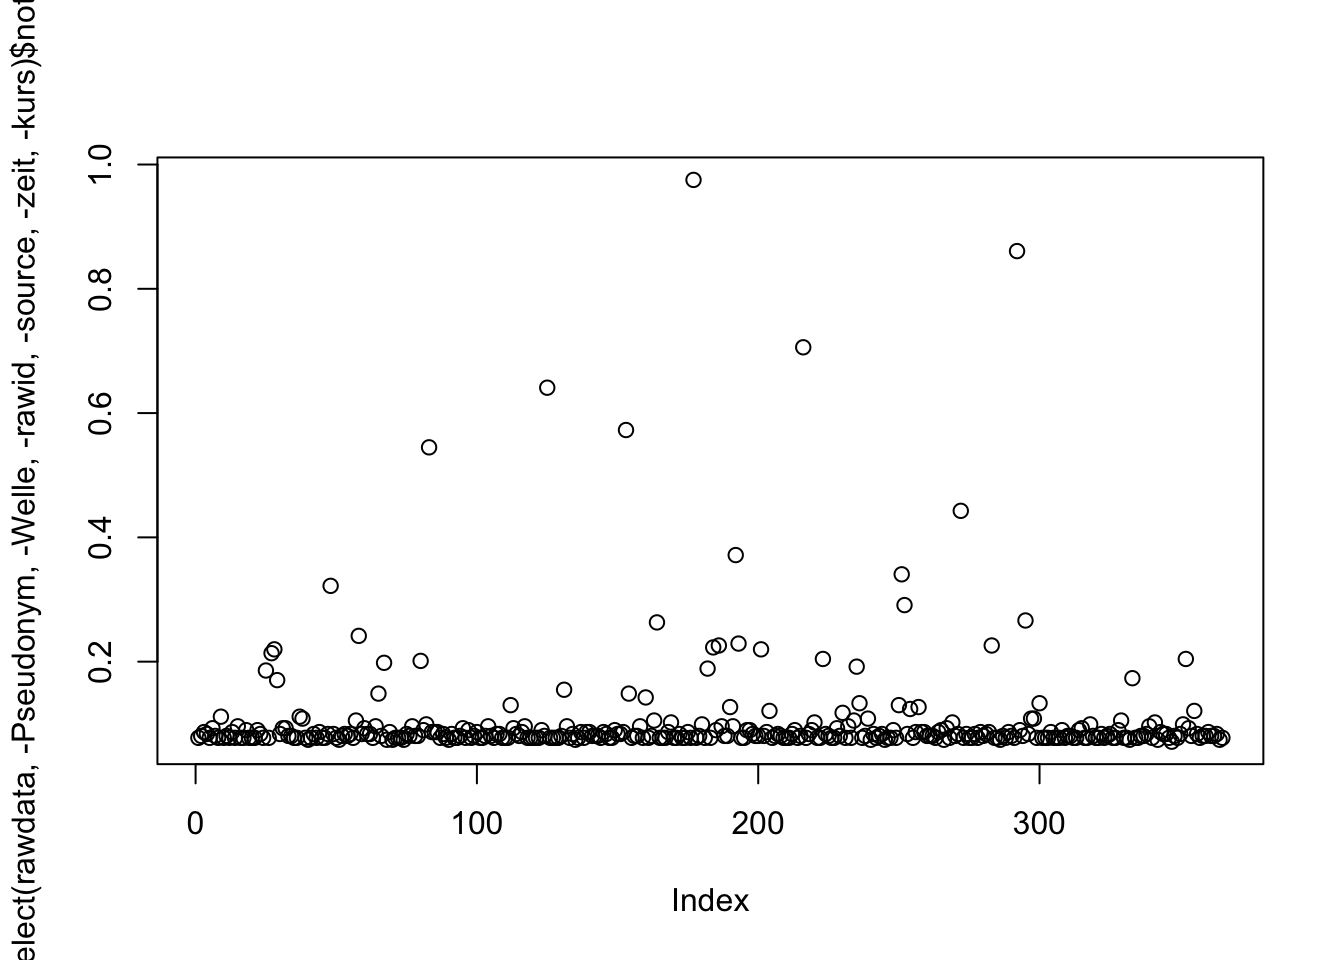 elect(rawdata, -Pseudonym, -Welle, -rawid, -source, -zeit, -kurs)$not
1.0
0.8
0.6
0.4
0.2
0 100 200 300
Index